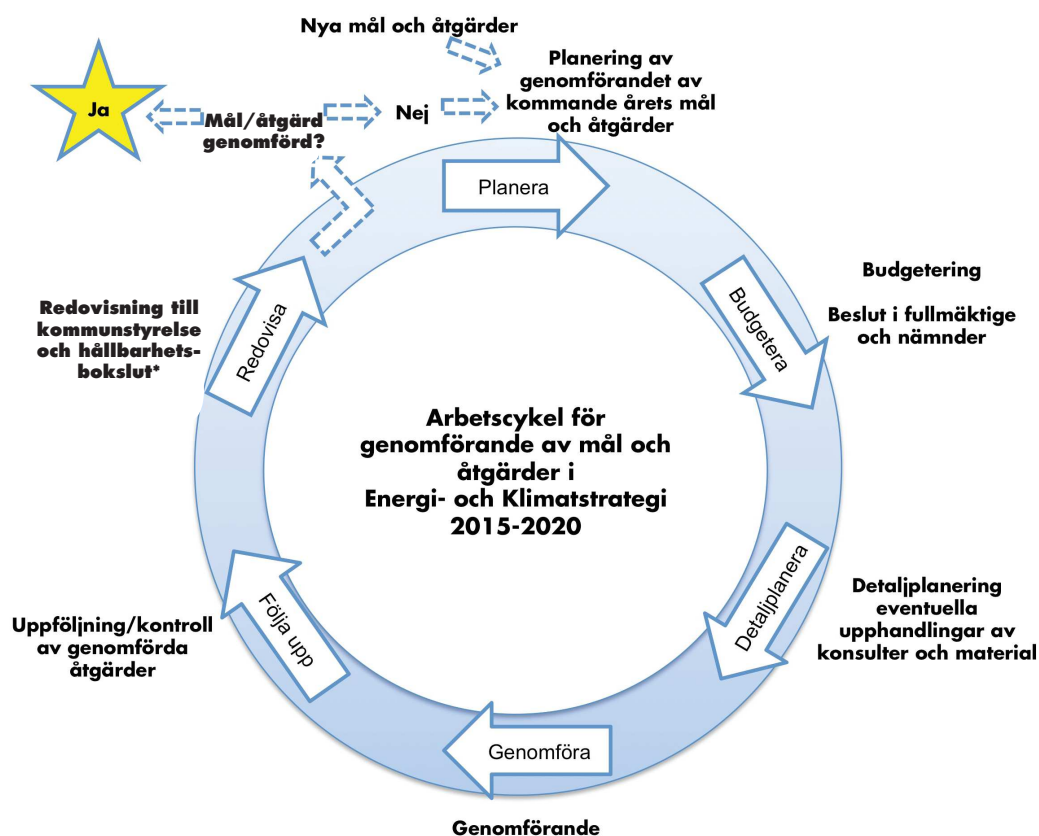 Nya mål och åtgärder
Ja
Mål/åtgärd
genomförd?
Nej
Planering av
genomförandet av
kommande årets mål
och åtgärder
Planera
Budgetera
Budgetering
Beslut i fullmäktige
och nämnder
Detaljplanera
Detaljplanering
eventuella
upphandlingar av
konsulter och material
Genomföra
Genomförande
Följa upp
Uppföljning/kontroll
av genomförda
åtgärder
Redovisa
Redovisning till
kommunstyrelse
och hållbarhets-
bokslut*
Arbetscykel för
genomförande av mål och
åtgärder i
Energi- och Klimatstrategi
2015-2020